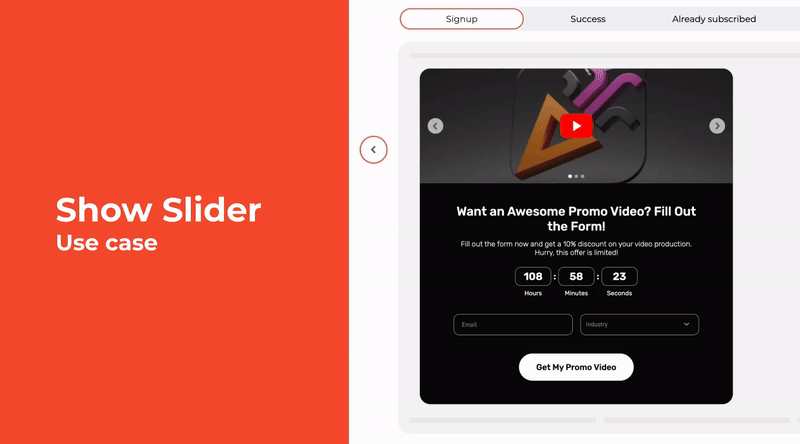 Signup
Success
Already subscribed
Show Slider
Use case
Want an Awesome Promo Video? Fill Out
the Form!
Fill out the form now and get a 10% discount on your video production.
Hurry, this offer is limited!
108 : 58 : 23
Hours Minutes Seconds
Email
Industry
Get My Promo Video